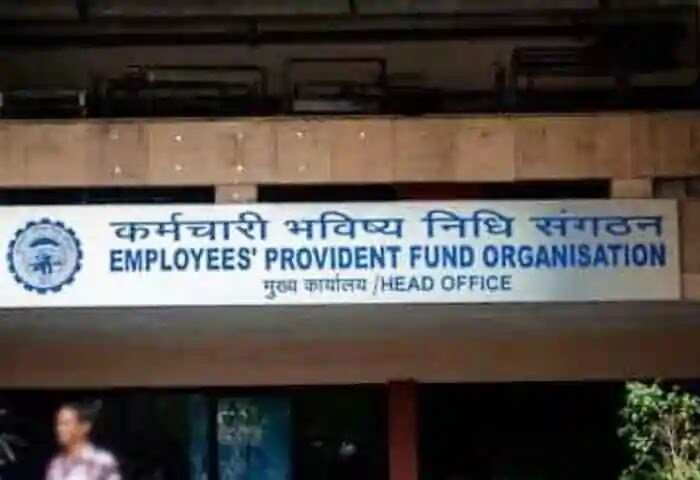 कर्मचारी भविष्य निधि संगठन
EMPLOYEES' PROVIDENT FUND ORGANISATION
मुख्य कार्यालय /HEAD OFFICE